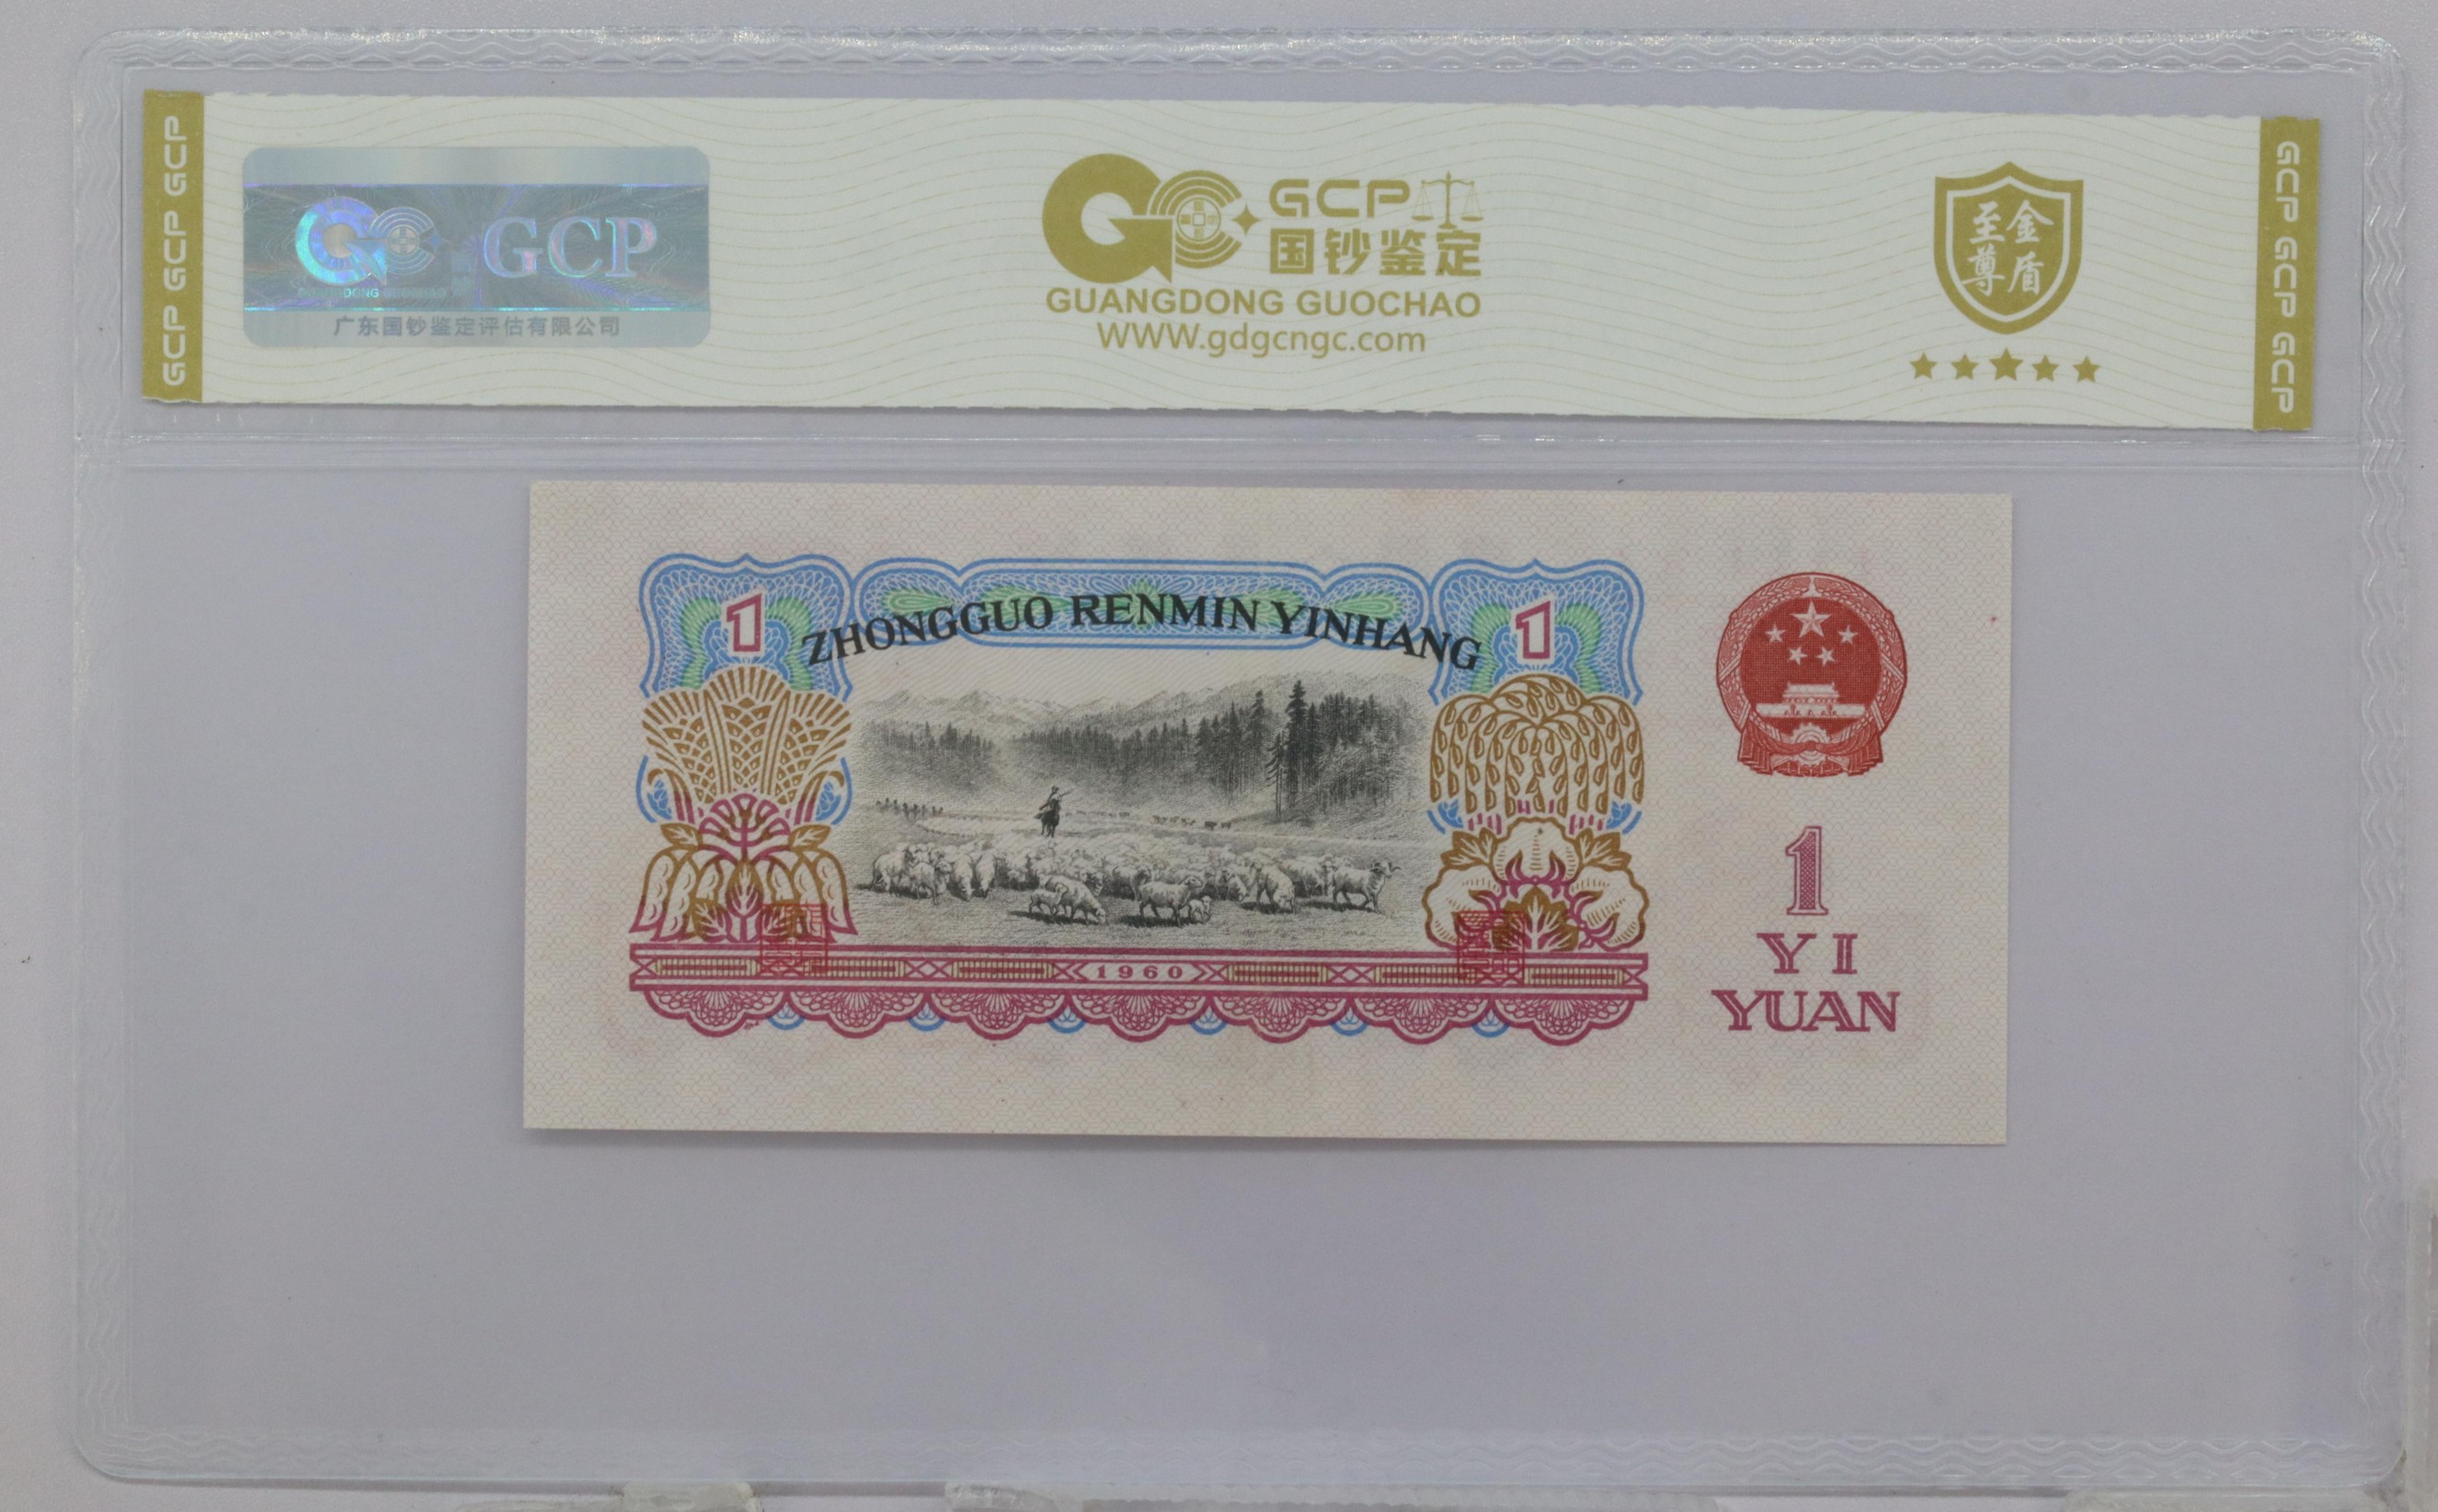 GCP GCP GCP
GCP
GUANGDONG GUOCHAO
广东国钞鉴定评估有限公司
GCP
国钞鉴定
GUANGDONG GUOCHAO
WWW.gdgcngc.com
至尊
金盾
GCP GCP GCP
1
ZHONGGUO RENMIN YINHANG
1
1960
1
YI
YUAN